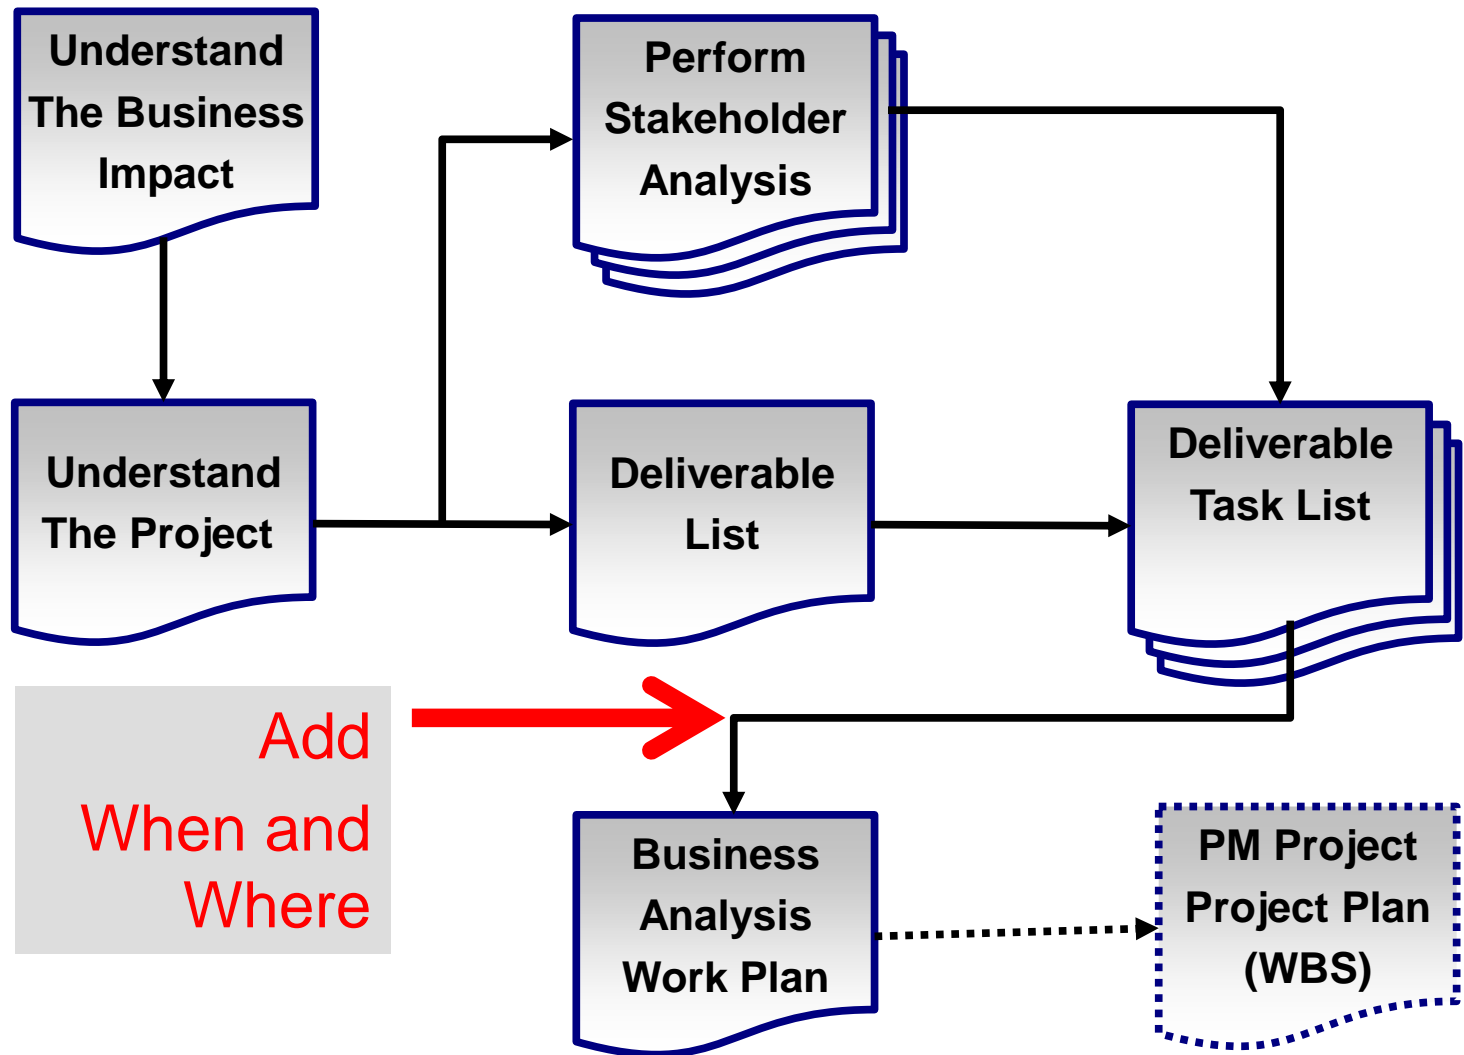 Understand
The Business
Impact
Perform
Stakeholder
Analysis
Understand
The Project
Deliverable
List
Deliverable
Task List
Add
When and
Where
Business
Analysis
Work Plan
PM Project
Project Plan
(WBS)